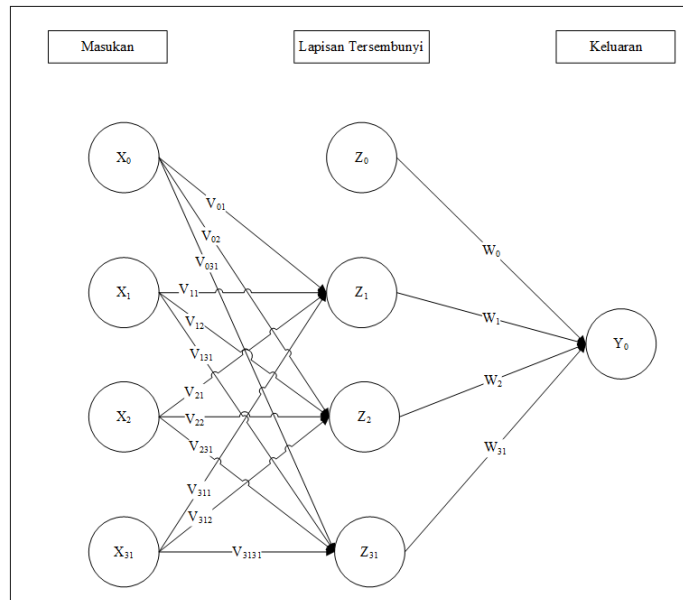 Masukan
Lapisan Tersembunyi
Keluaran
X₀
Z₀
V₀₁
V₀₂
V₀₃₁
W₀
X₁
V₁₁
Z₁
V₁₂
W₁
V₁₃₁
Y₀
V₂₁
W₂
X₂
V₂₂
Z₂
V₂₃₁
W₃₁
V₃₁₁
V₃₁₂
X₃₁
V₃₁₃₁
Z₃₁